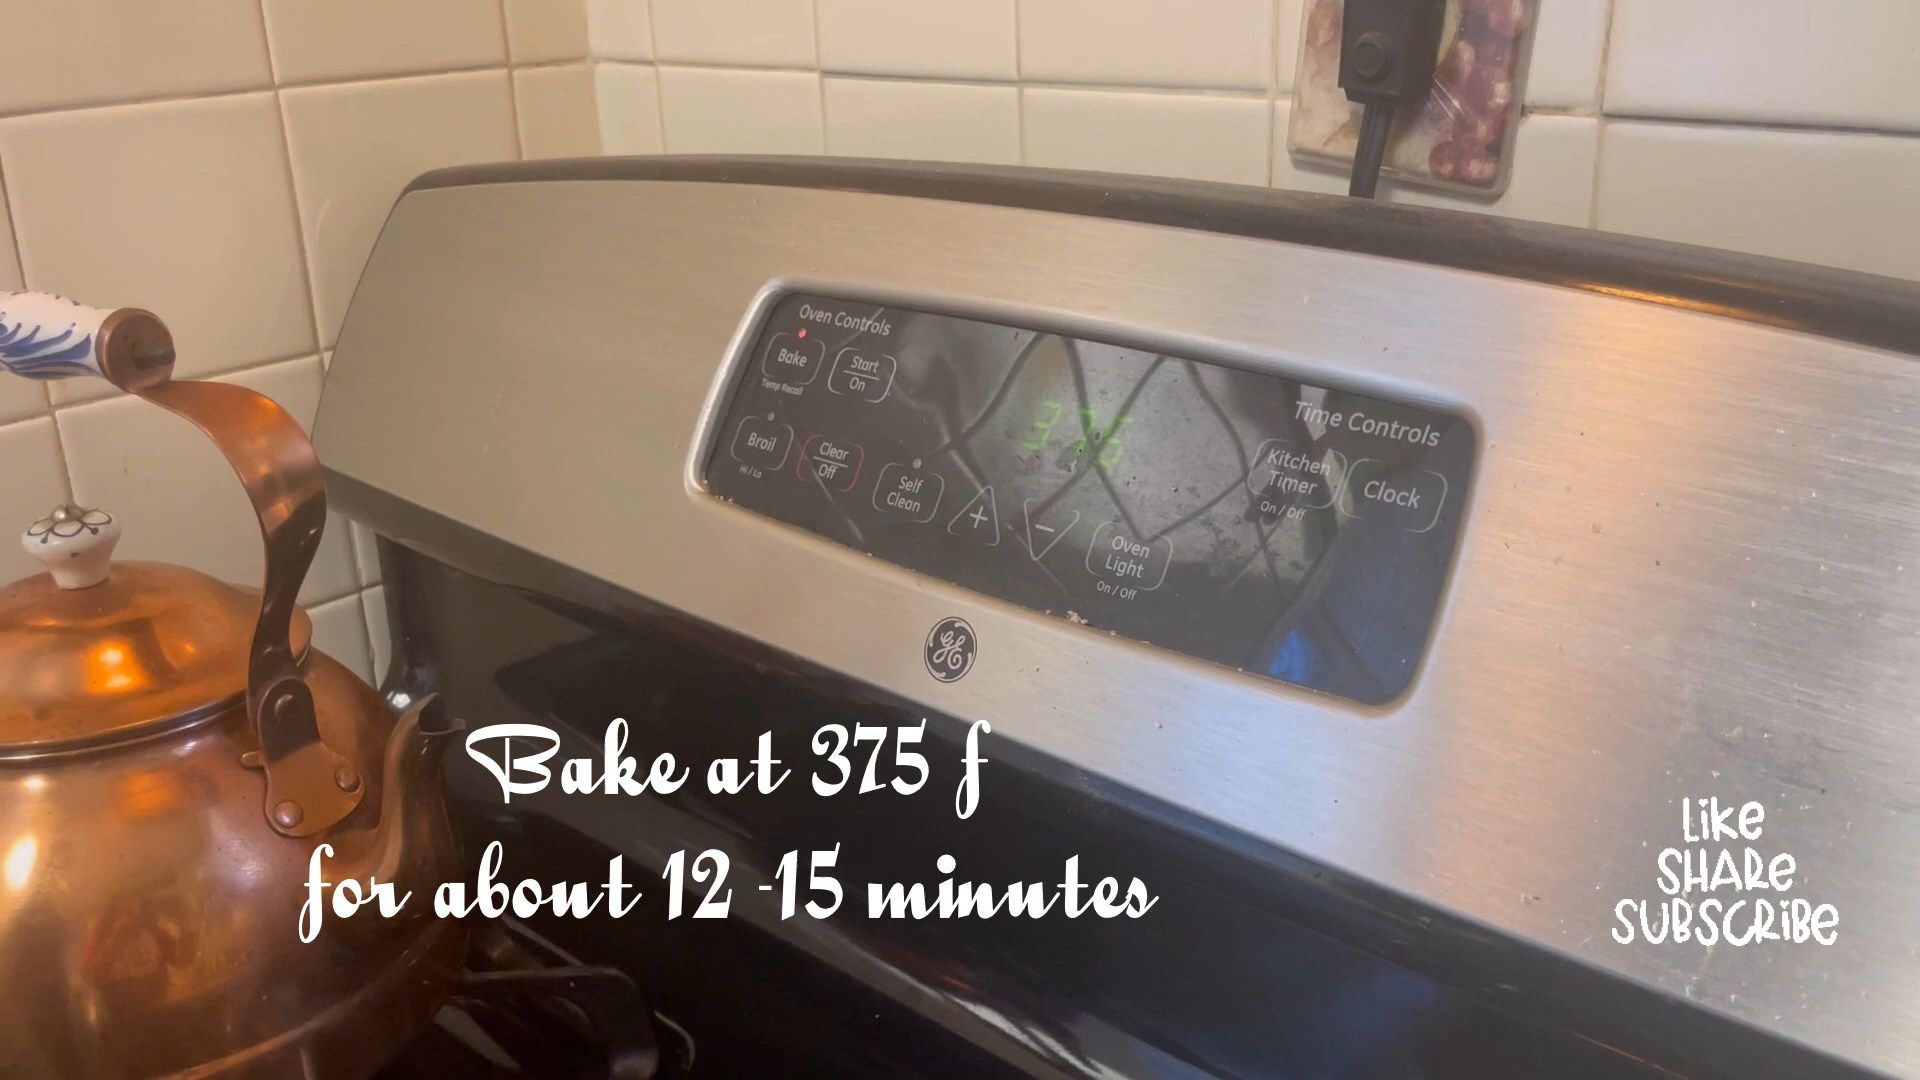 Oven Controls
Bake
Temp Recall
Start
On
Broil
Hi / Lo
Clear
Off
Self
Clean
+
−
375
Oven
Light
On / Off
Time Controls
Kitchen
Timer
On / Off
Clock
GE
Bake at 375 f
for about 12 -15 minutes
LiKe
SHARe
SUBSCRiBe